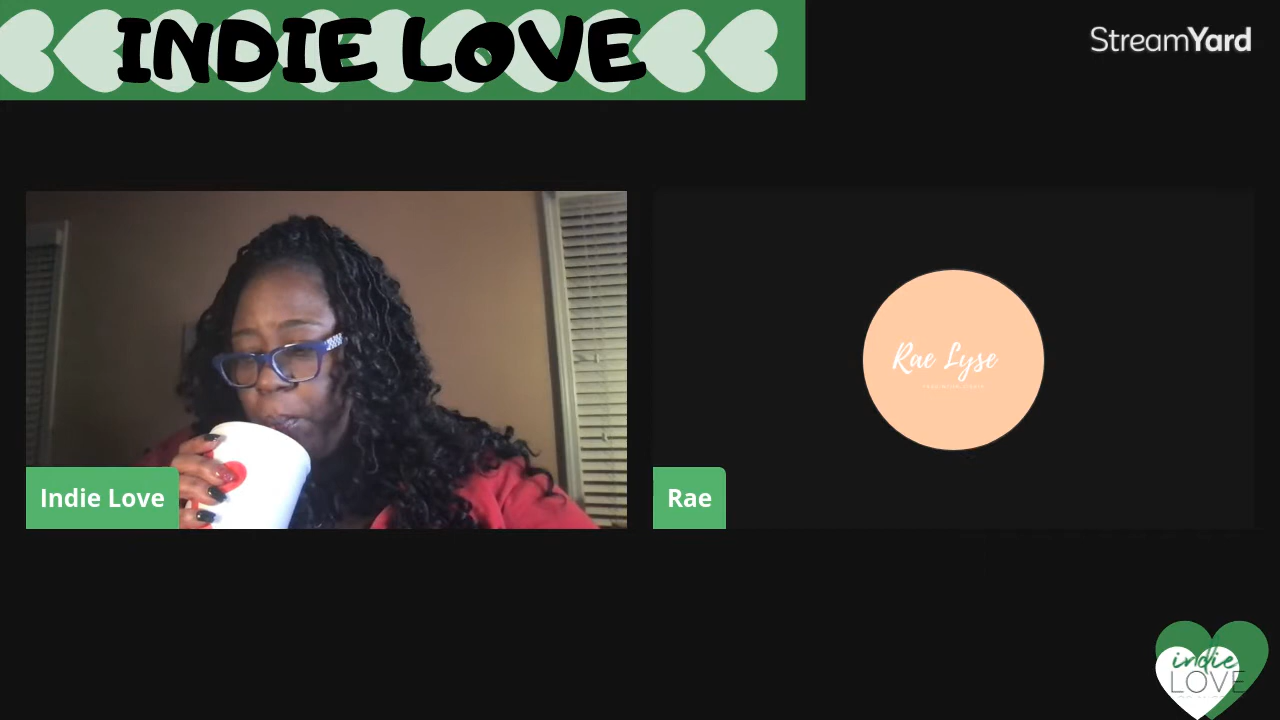 INDIE LOVE
StreamYard
Rae Lyse
Indie Love
Rae
indie
LOVE